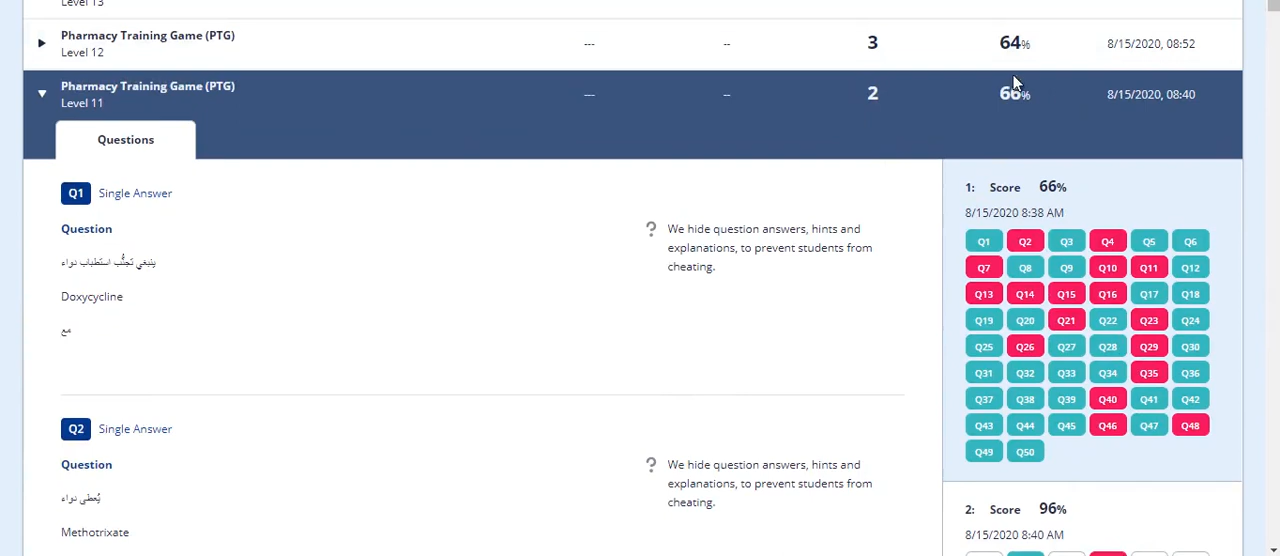 Level 13
Pharmacy Training Game (PTG)
Level 12
--- -- 3 64% 8/15/2020, 08:52
Pharmacy Training Game (PTG)
Level 11
--- -- 2 66% 8/15/2020, 08:40
Questions
Q1 Single Answer
Question
ينبغي تجنُّب استطباب دواء
Doxycycline
مع
? We hide question answers, hints and
explanations, to prevent students from
cheating.
Q2 Single Answer
Question
يُعطى دواء
Methotrixate
? We hide question answers, hints and
explanations, to prevent students from
cheating.
1: Score 66%
8/15/2020 8:38 AM
Q1 Q2 Q3 Q4 Q5 Q6
Q7 Q8 Q9 Q10 Q11 Q12
Q13 Q14 Q15 Q16 Q17 Q18
Q19 Q20 Q21 Q22 Q23 Q24
Q25 Q26 Q27 Q28 Q29 Q30
Q31 Q32 Q33 Q34 Q35 Q36
Q37 Q38 Q39 Q40 Q41 Q42
Q43 Q44 Q45 Q46 Q47 Q48
Q49 Q50
2: Score 96%
8/15/2020 8:40 AM